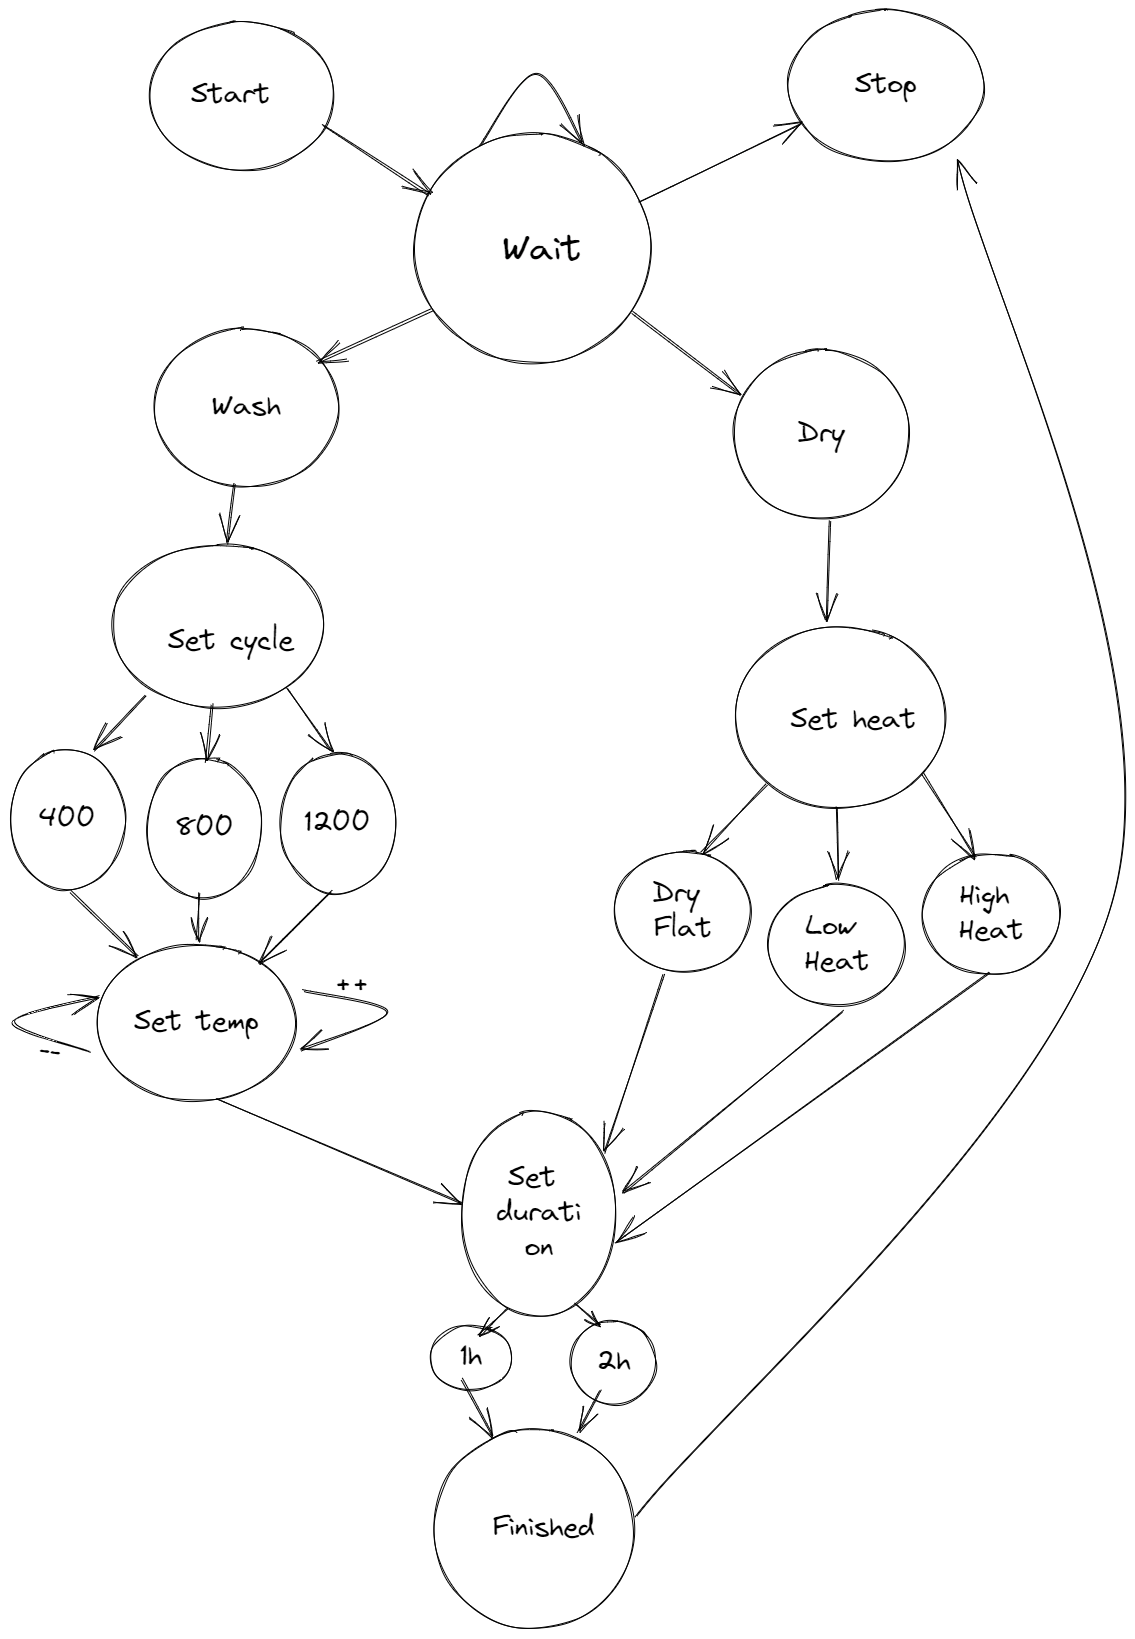 Start
Stop
Wait
Wash
Dry
Set cycle
Set heat
400
800
1200
Dry
Flat
Low
Heat
High
Heat
++
Set temp
--
Set
durati
on
1h
2h
Finished